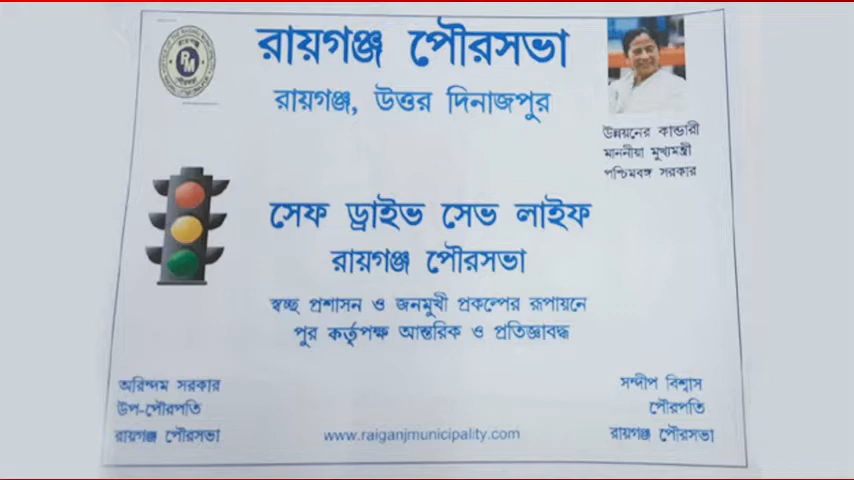 রায়গঞ্জ পৌরসভা
রায়গঞ্জ, উত্তর দিনাজপুর
উন্নয়নের কান্ডারী
মাননীয়া মুখ্যমন্ত্রী
পশ্চিমবঙ্গ সরকার
সেফ ড্রাইভ সেভ লাইফ
রায়গঞ্জ পৌরসভা
স্বচ্ছ প্রশাসন ও জনমুখী প্রকল্পের রূপায়নে
পুর কর্তৃপক্ষ আন্তরিক ও প্রতিজ্ঞাবদ্ধ
অরিন্দম সরকার
উপ-পৌরপতি
রায়গঞ্জ পৌরসভা
www.raiganjmunicipality.com
সন্দীপ বিশ্বাস
পৌরপতি
রায়গঞ্জ পৌরসভা